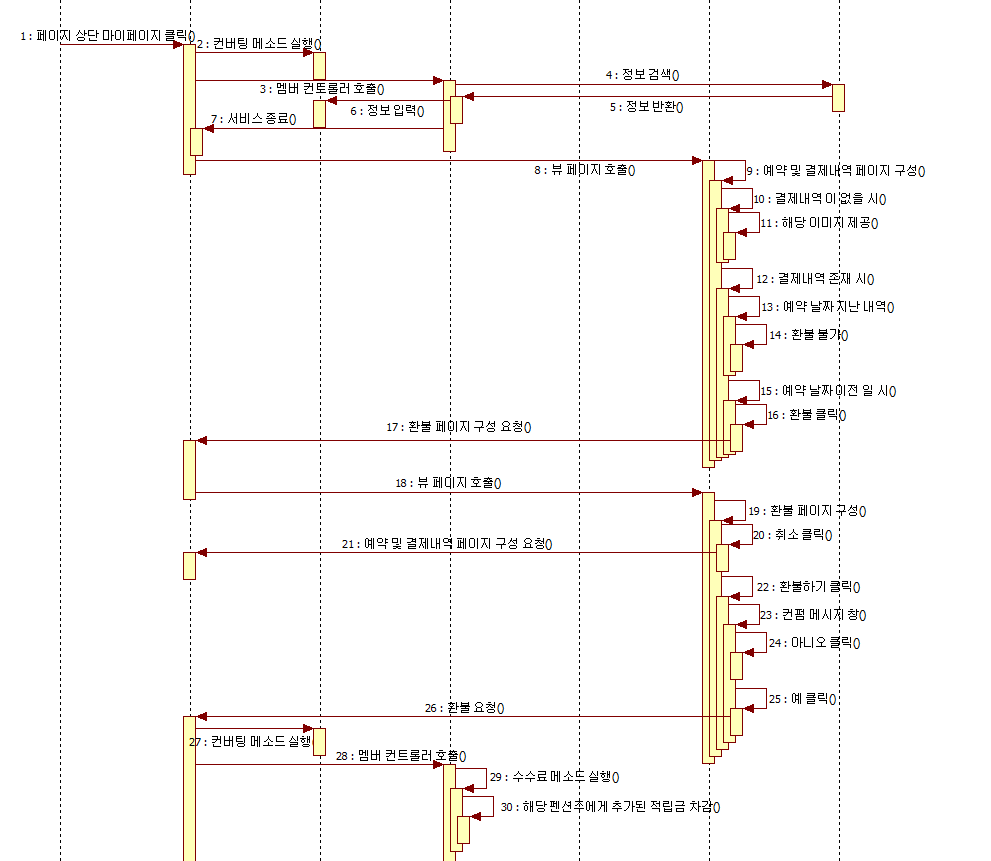 1 : 페이지 상단 마이페이지 클릭()
2 : 컨버팅 메소드 실행()
3 : 멤버 컨트롤러 호출()
4 : 정보 검색()
5 : 정보 반환()
6 : 정보 입력()
7 : 서비스 종료()
8 : 뷰 페이지 호출()
9 : 예약 및 결제내역 페이지 구성()
10 : 결제내역 이 없을 시()
11 : 해당 이미지 제공()
12 : 결제내역 존재 시()
13 : 예약 날짜 지난 내역()
14 : 환불 불가()
15 : 예약 날짜 이전 일 시()
16 : 환불 클릭()
17 : 환불 페이지 구성 요청()
18 : 뷰 페이지 호출()
19 : 환불 페이지 구성()
20 : 취소 클릭()
21 : 예약 및 결제내역 페이지 구성 요청()
22 : 환불하기 클릭()
23 : 컨펌 메시지 창()
24 : 아니오 클릭()
25 : 예 클릭()
26 : 환불 요청()
27 : 컨버팅 메소드 실행()
28 : 멤버 컨트롤러 호출()
29 : 수수료 메소드 실행()
30 : 해당 펜션주에게 추가된 적립금 차감()